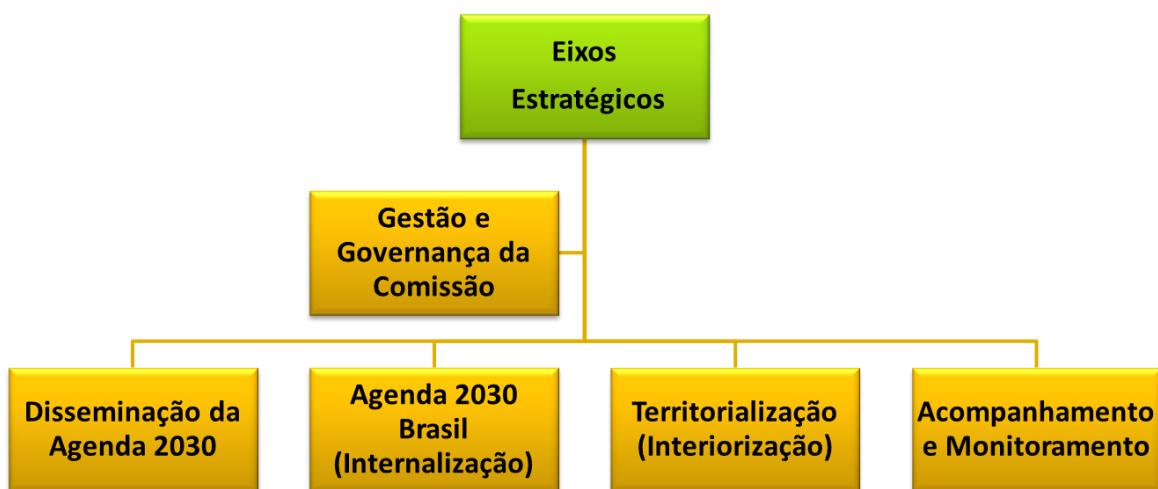 Eixos
Estratégicos
Gestão e
Governança da
Comissão
Disseminação da
Agenda 2030
Agenda 2030
Brasil
(Internalização)
Territorialização
(Interiorização)
Acompanhamento
e Monitoramento